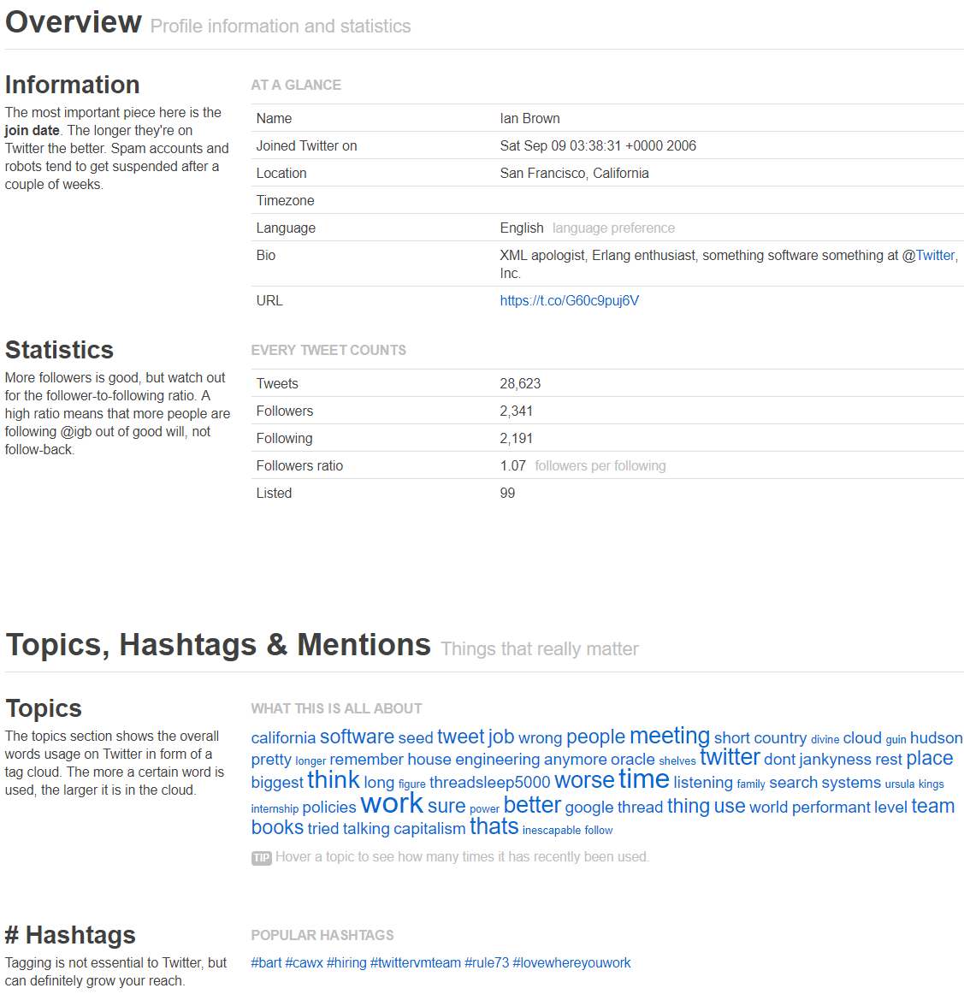 Overview Profile information and statistics
Information
The most important piece here is the
join date. The longer they're on
Twitter the better. Spam accounts and
robots tend to get suspended after a
couple of weeks.
AT A GLANCE
Name Ian Brown
Joined Twitter on Sat Sep 09 03:38:31 +0000 2006
Location San Francisco, California
Timezone
Language English language preference
Bio XML apologist, Erlang enthusiast, something software something at @Twitter,
Inc.
URL https://t.co/G60c9puj6V
Statistics
More followers is good, but watch out
for the follower-to-following ratio. A
high ratio means that more people are
following @igb out of good will, not
follow-back.
EVERY TWEET COUNTS
Tweets 28,623
Followers 2,341
Following 2,191
Followers ratio 1.07 followers per following
Listed 99
Topics, Hashtags & Mentions Things that really matter
Topics
The topics section shows the overall
words usage on Twitter in form of a
tag cloud. The more a certain word is
used, the larger it is in the cloud.
WHAT THIS IS ALL ABOUT
california software seed tweet job wrong people meeting short country divine cloud guin hudson
pretty longer remember house engineering anymore oracle shelves twitter dont jankyness rest place
biggest think long figure threadsleep5000 worse time listening family search systems ursula kings
internship policies work sure power better google thread thing use world performant level team
books tried talking capitalism thats inescapable follow
TIP Hover a topic to see how many times it has recently been used.
# Hashtags
Tagging is not essential to Twitter, but
can definitely grow your reach.
POPULAR HASHTAGS
#bart #cawx #hiring #twittervmteam #rule73 #lovewhereyouwork